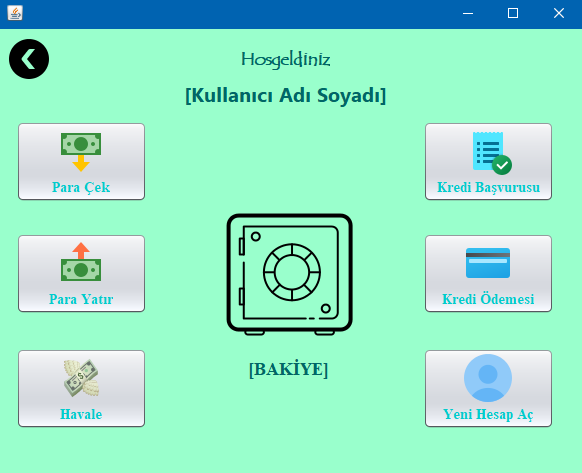 Hosgeldiniz
[Kullanıcı Adı Soyadı]
Para Çek
Kredi Başvurusu
Para Yatır
Kredi Ödemesi
[BAKİYE]
Havale
Yeni Hesap Aç